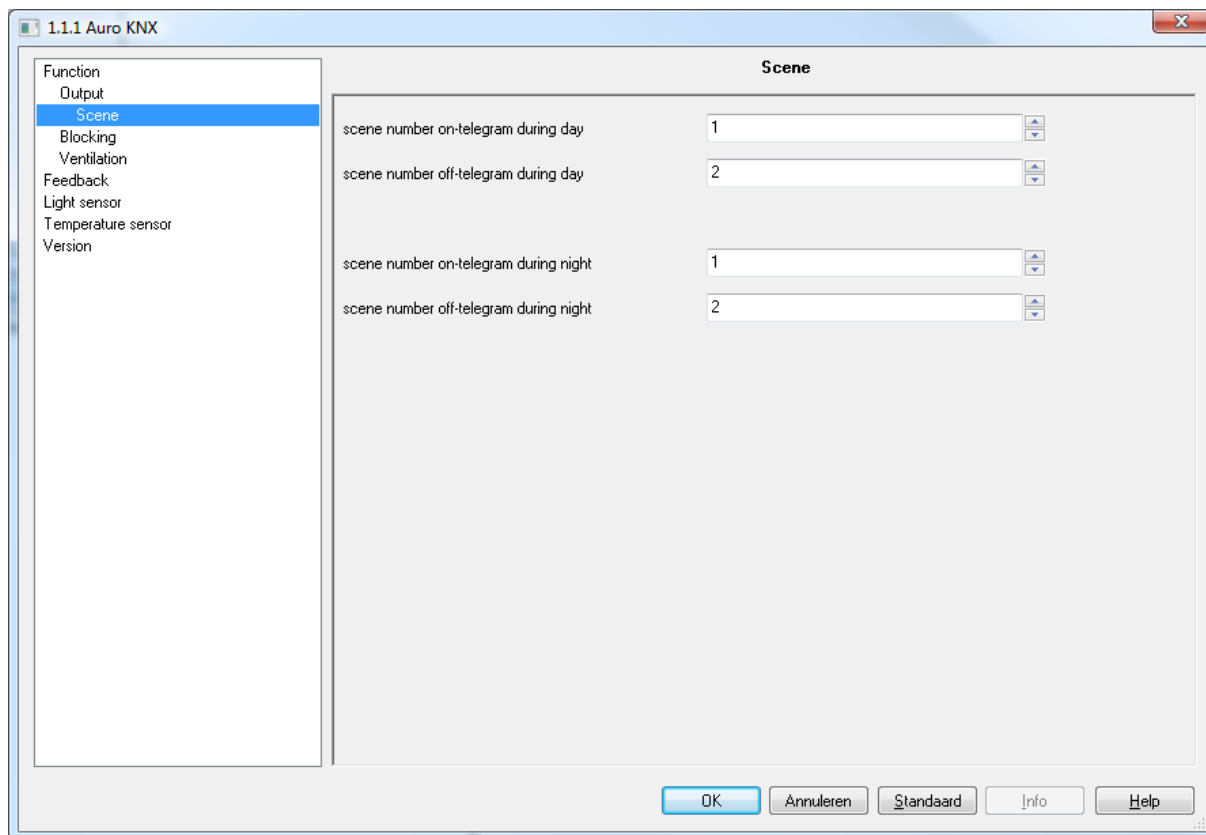 1.1.1 Auro KNX
Function
Output
Scene
Blocking
Ventilation
Feedback
Light sensor
Temperature sensor
Version
Scene
scene number on-telegram during day 1
scene number off-telegram during day 2
scene number on-telegram during night 1
scene number off-telegram during night 2
OK Annuleren Standaard Info Help